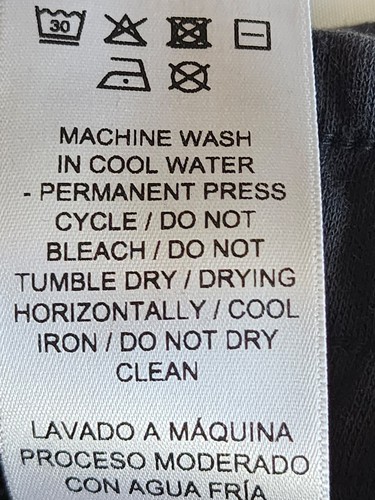 30
MACHINE WASH
IN COOL WATER
- PERMANENT PRESS
CYCLE / DO NOT
BLEACH / DO NOT
TUMBLE DRY / DRYING
HORIZONTALLY / COOL
IRON / DO NOT DRY
CLEAN
LAVADO A MÁQUINA
PROCESO MODERADO
CON AGUA FRÍA